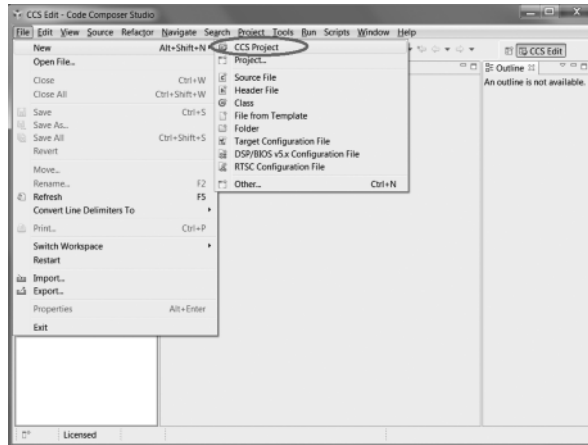 CCS Edit - Code Composer Studio
File Edit View Source Refactor Navigate Search Project Tools Run Scripts Window Help
New Alt+Shift+N
Open File...
Close Ctrl+W
Close All Ctrl+Shift+W
Save Ctrl+S
Save As...
Save All Ctrl+Shift+S
Revert
Move...
Rename... F2
Refresh F5
Convert Line Delimiters To
Print... Ctrl+P
Switch Workspace
Restart
Import...
Export...
Properties Alt+Enter
Exit
CCS Project
Project...
Source File
Header File
Class
File from Template
Folder
Target Configuration File
DSP/BIOS v5.x Configuration File
RTSC Configuration File
Other... Ctrl+N
CCS Edit
Outline
An outline is not available.
Licensed